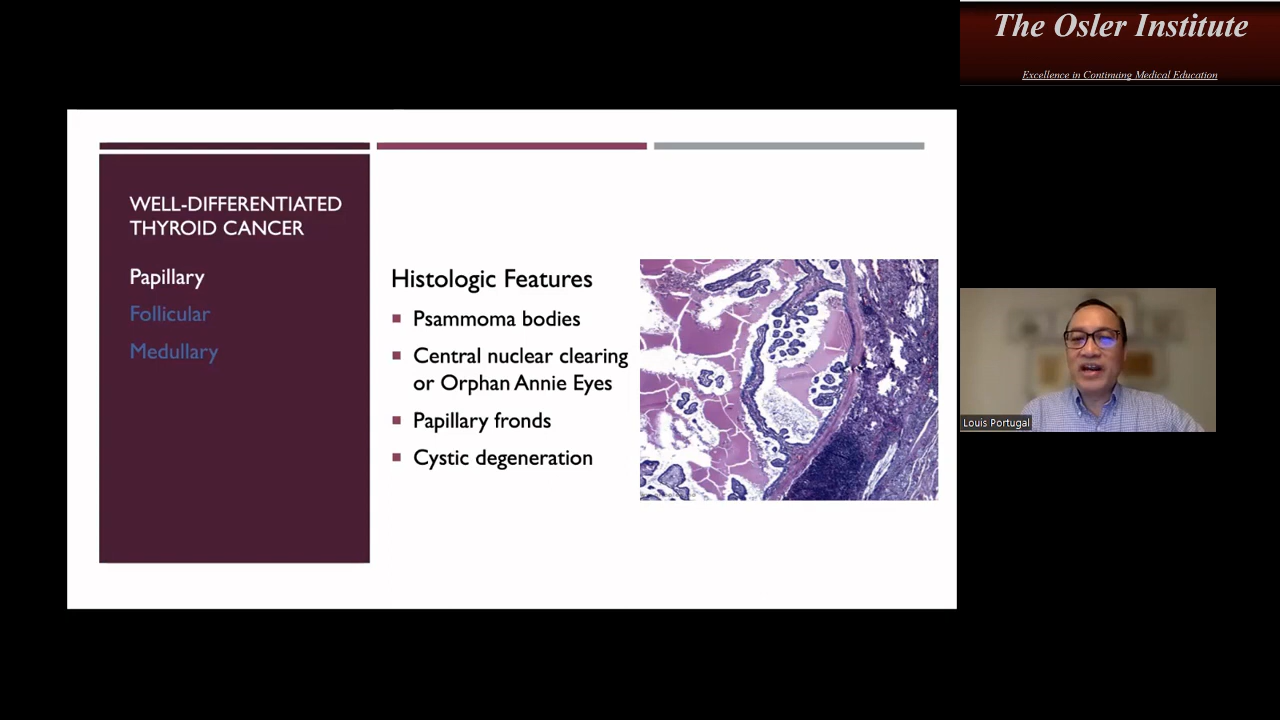 The Osler Institute
Excellence in Continuing Medical Education
WELL-DIFFERENTIATED
THYROID CANCER
Papillary
Follicular
Medullary
Histologic Features
Psammoma bodies
Central nuclear clearing
or Orphan Annie Eyes
Papillary fronds
Cystic degeneration
Louis Portugal